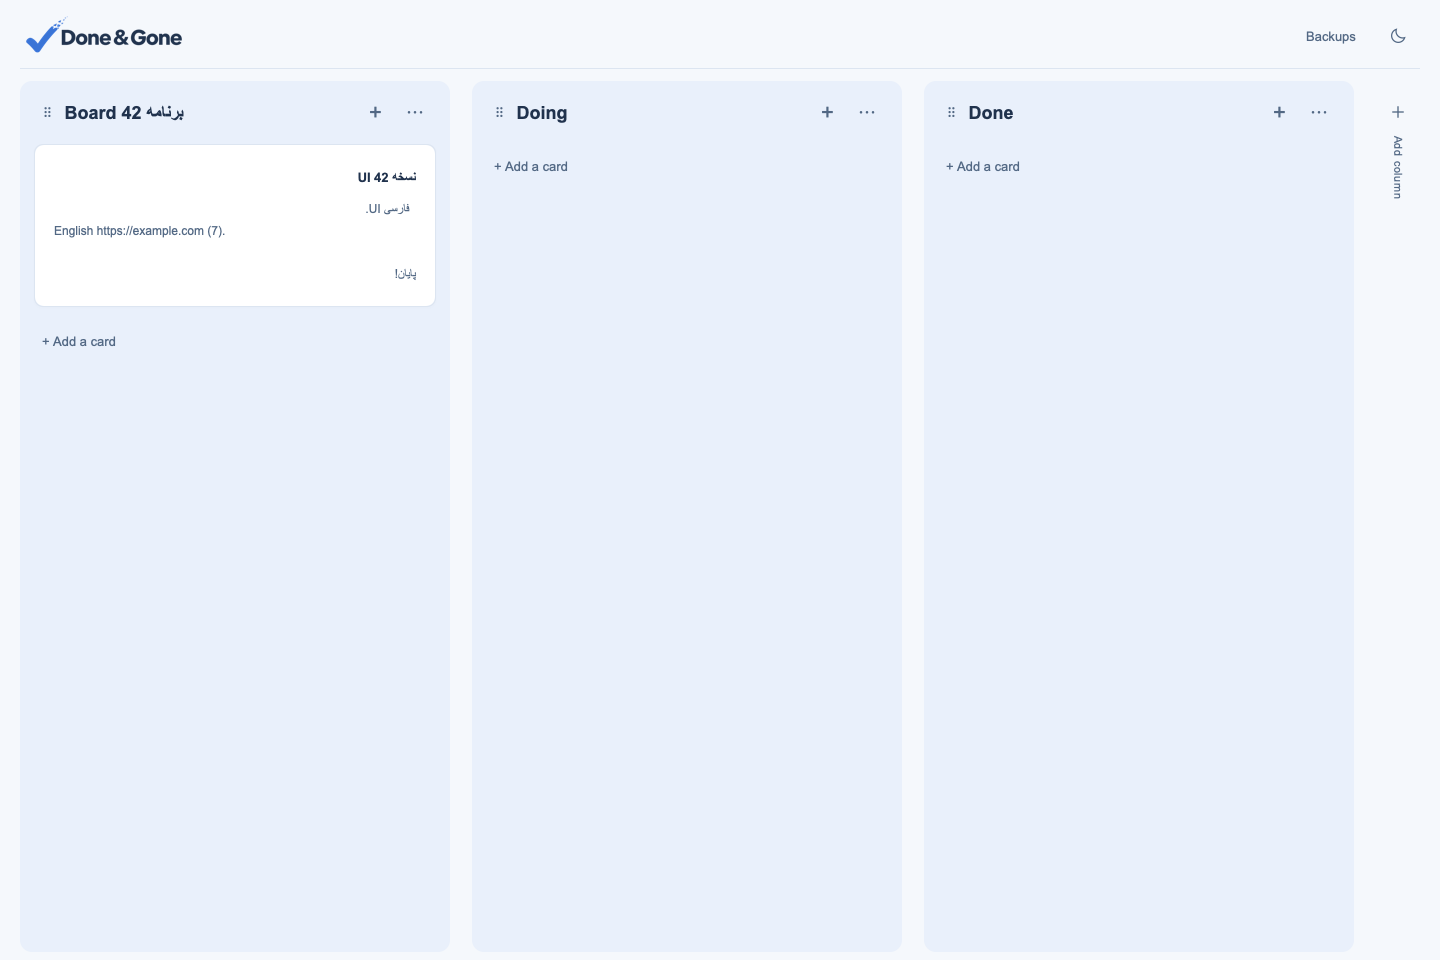 Done & Gone
Backups
Board 42 برنامه
نسخه 42 UI
فارسی UI.
English https://example.com (7).
پایان!
+ Add a card
Doing
+ Add a card
Done
+ Add a card
Add column